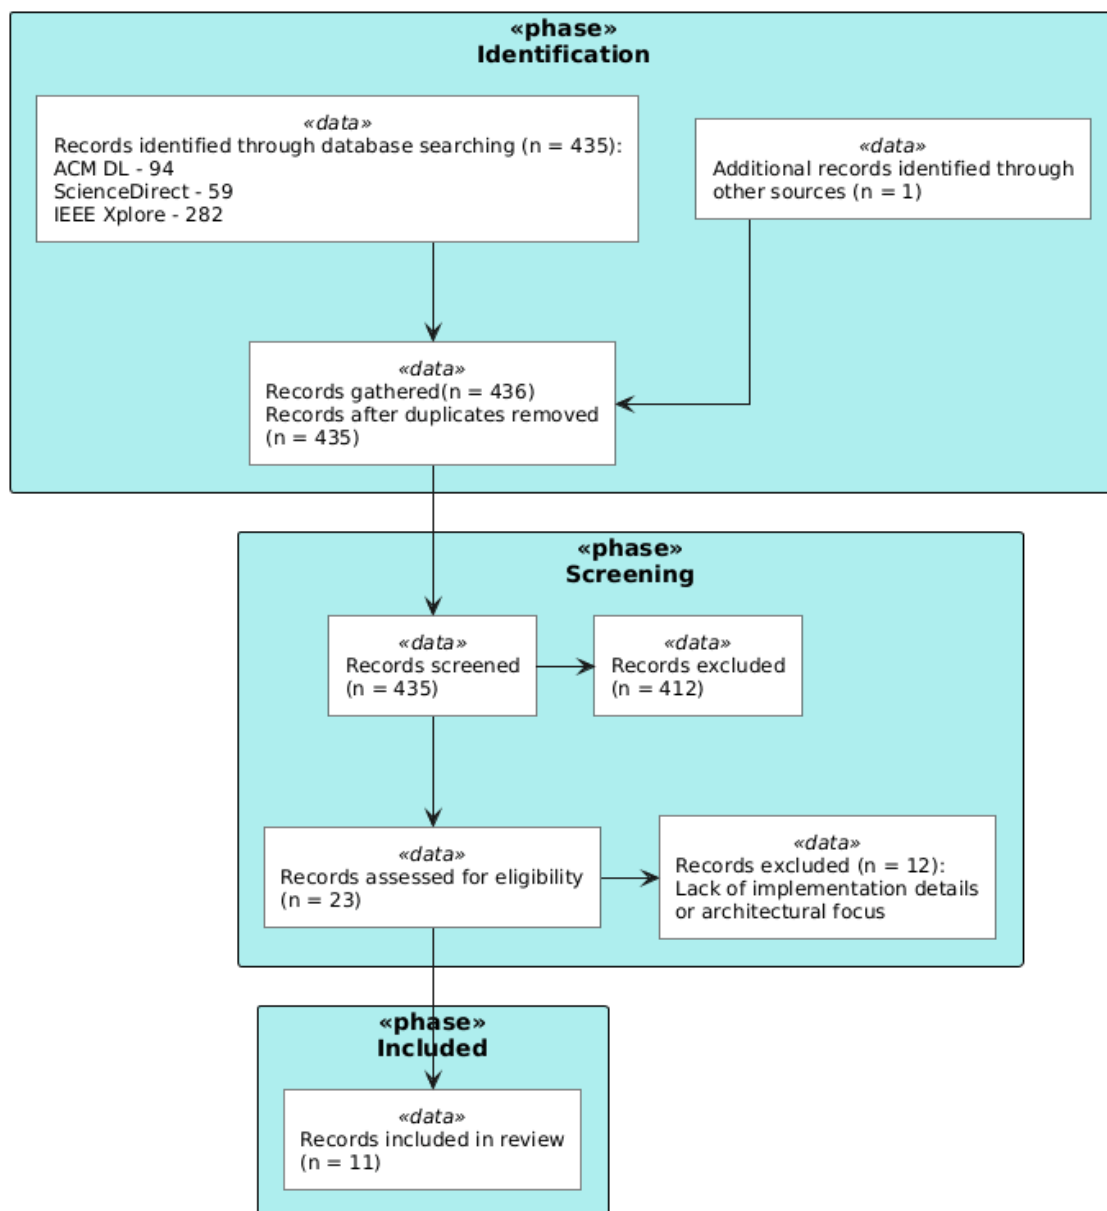 «phase»
Identification
«data»
Records identified through database searching (n = 435):
ACM DL - 94
ScienceDirect - 59
IEEE Xplore - 282
«data»
Additional records identified through
other sources (n = 1)
«data»
Records gathered(n = 436)
Records after duplicates removed
(n = 435)
«phase»
Screening
«data»
Records screened
(n = 435)
«data»
Records excluded
(n = 412)
«data»
Records assessed for eligibility
(n = 23)
«data»
Records excluded (n = 12):
Lack of implementation details
or architectural focus
«phase»
Included
«data»
Records included in review
(n = 11)